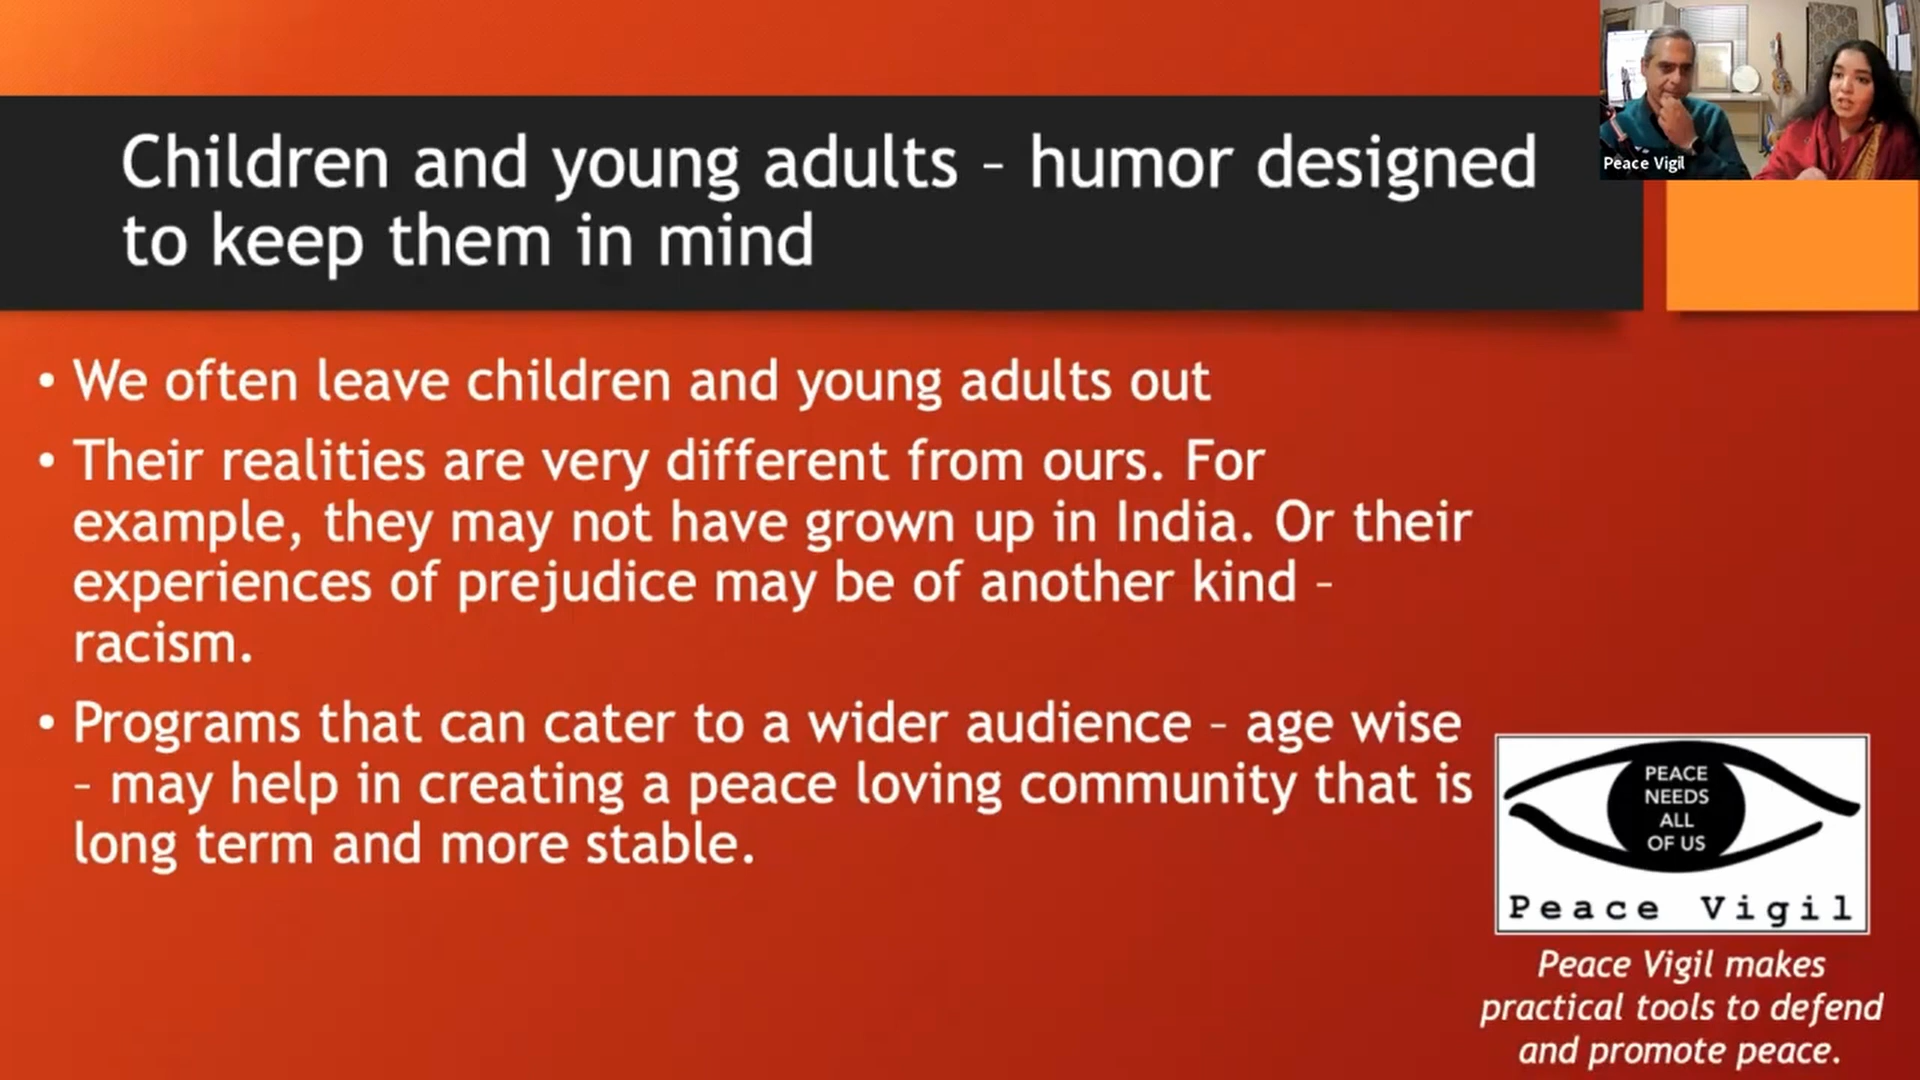 Children and young adults – humor designed
to keep them in mind
Peace Vigil
• We often leave children and young adults out
• Their realities are very different from ours. For
example, they may not have grown up in India. Or their
experiences of prejudice may be of another kind –
racism.
• Programs that can cater to a wider audience – age wise
– may help in creating a peace loving community that is
long term and more stable.
PEACE
NEEDS
ALL
OF US
Peace Vigil
Peace Vigil makes
practical tools to defend
and promote peace.